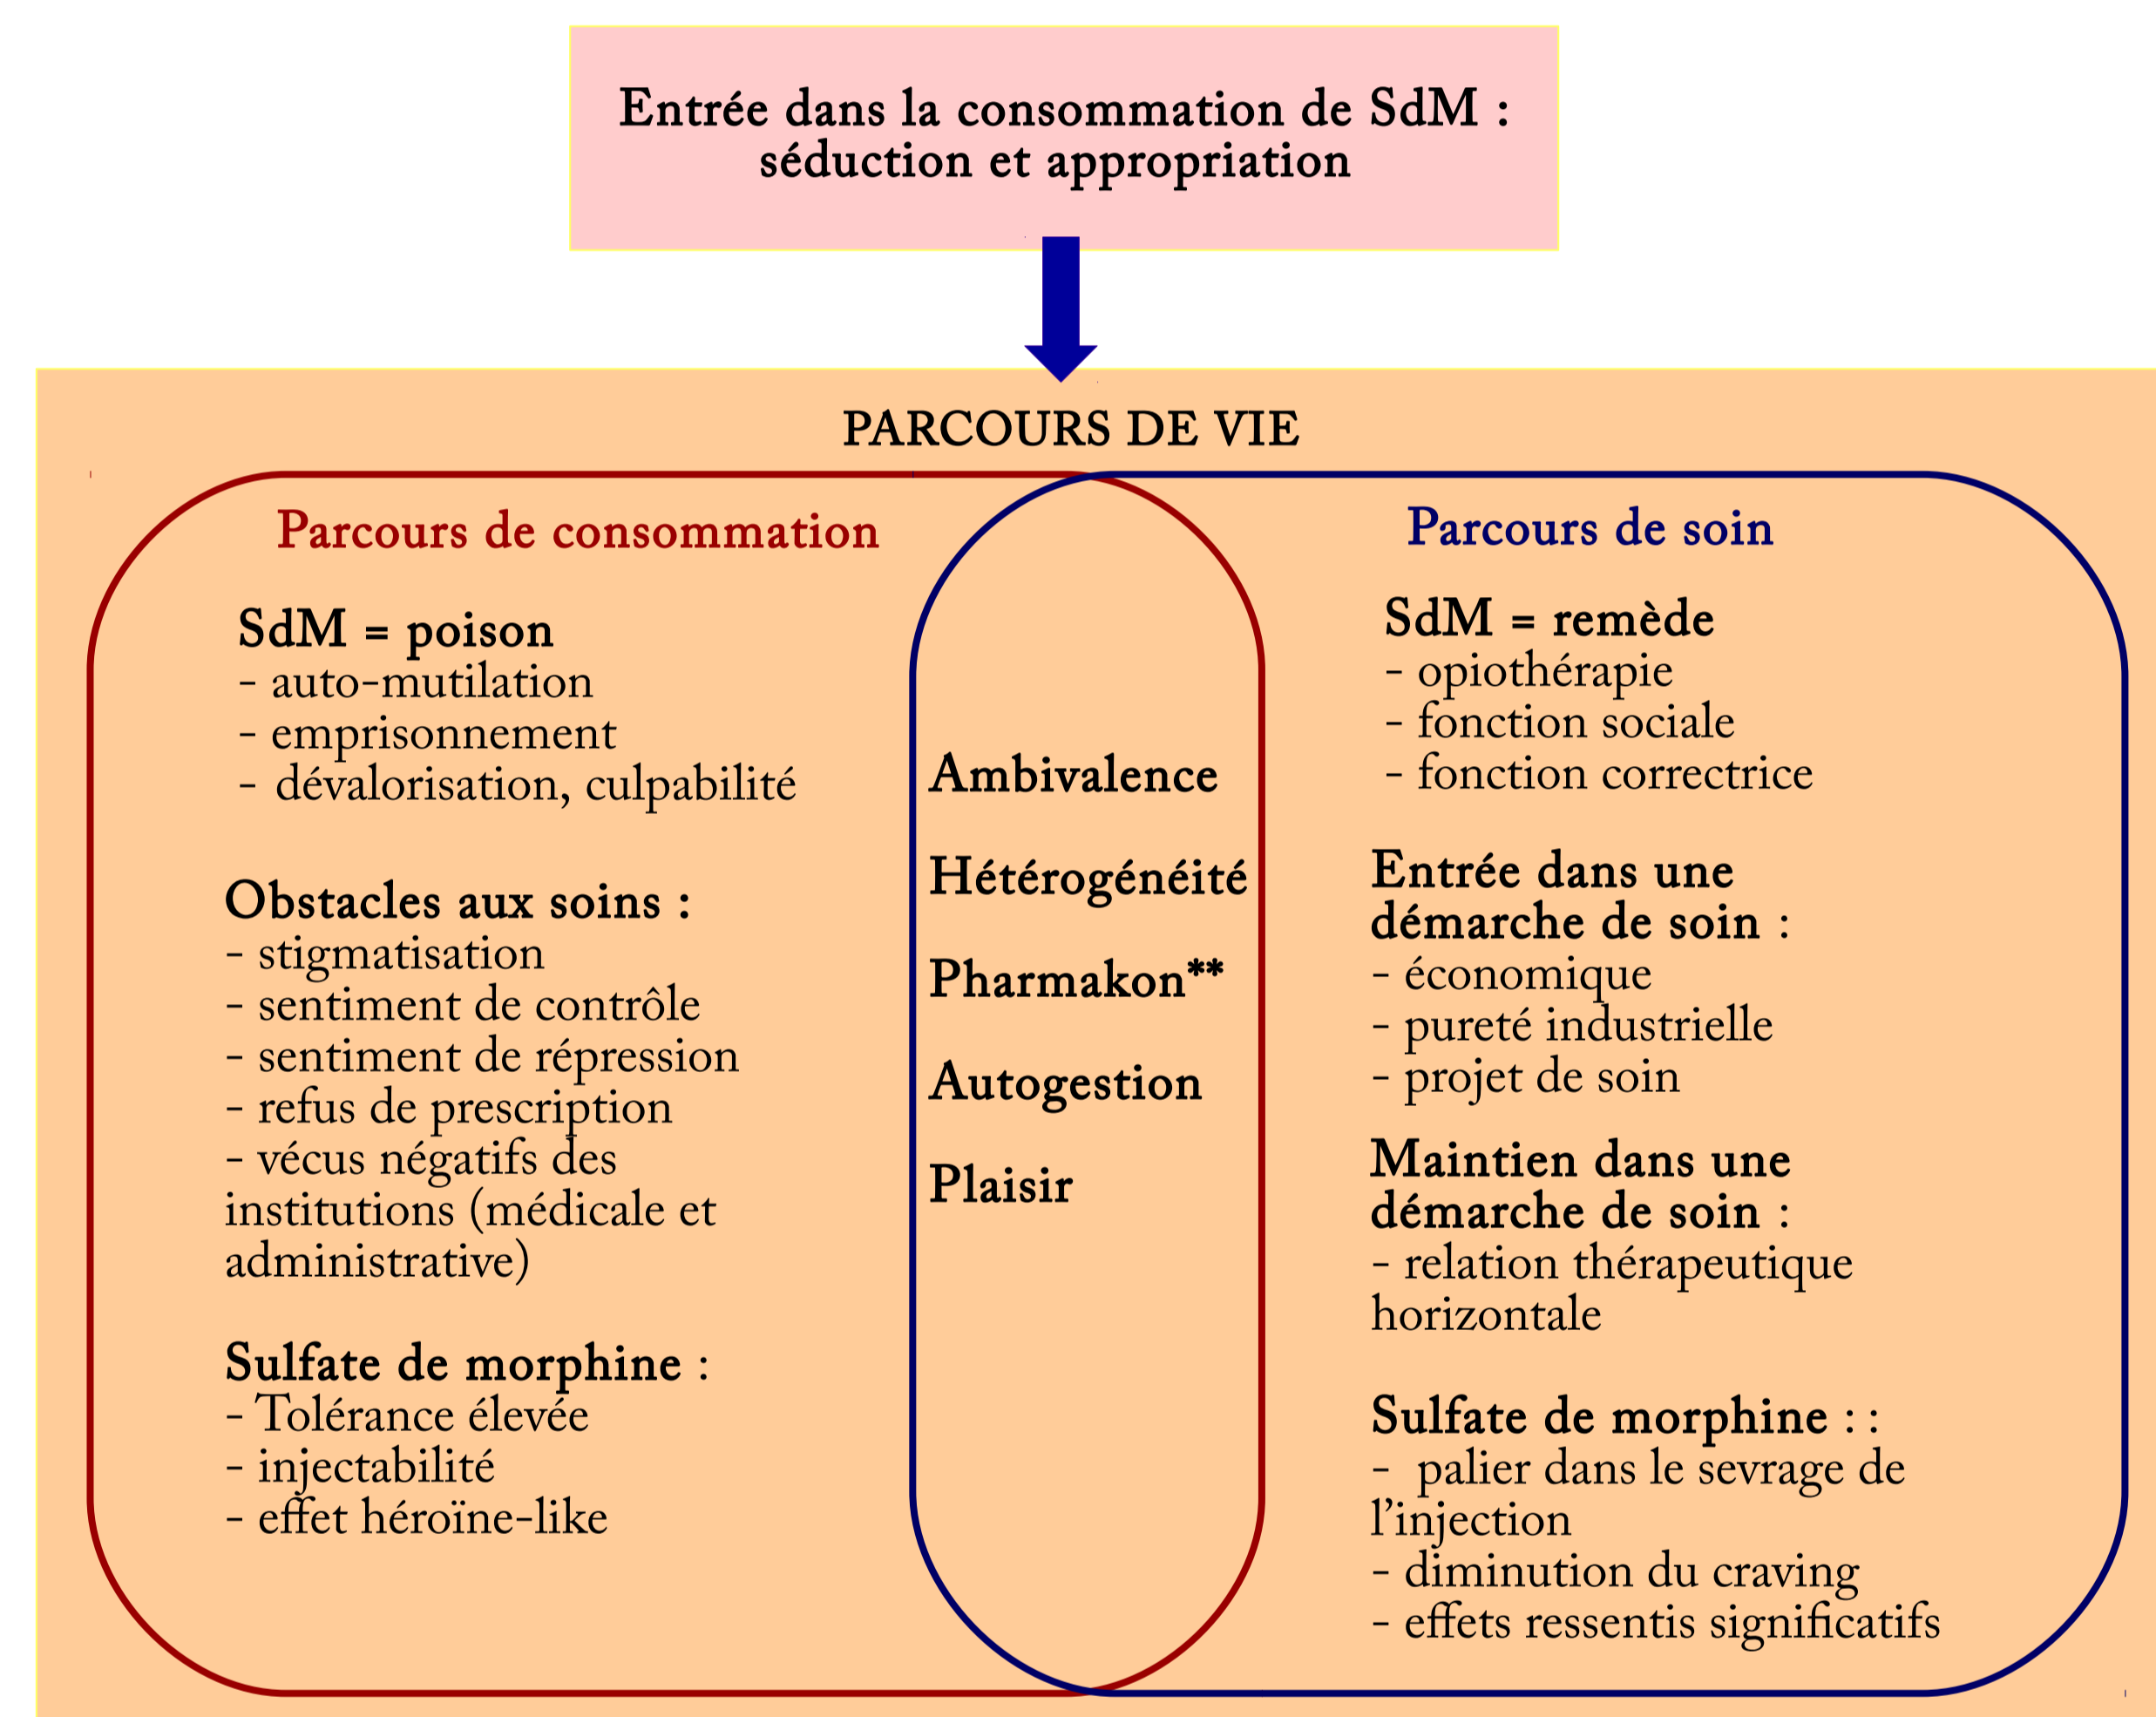 Entrée dans la consommation de SdM :
séduction et appropriation
PARCOURS DE VIE
Parcours de consommation
SdM = poison
- auto-mutilation
- emprisonnement
- dévalorisation, culpabilité
Obstacles aux soins :
- stigmatisation
- sentiment de contrôle
- sentiment de répression
- refus de prescription
- vécus négatifs des
institutions (médicale et
administrative)
Sulfate de morphine :
- Tolérance élevée
- injectabilité
- effet héroïne-like
Ambivalence
Hétérogénéité
Pharmakon**
Autogestion
Plaisir
Parcours de soin
SdM = remède
- opiothérapie
- fonction sociale
- fonction correctrice
Entrée dans une
démarche de soin :
- économique
- pureté industrielle
- projet de soin
Maintien dans une
démarche de soin :
- relation thérapeutique
horizontale
Sulfate de morphine : :
- palier dans le sevrage de
l'injection
- diminution du craving
- effets ressentis significatifs